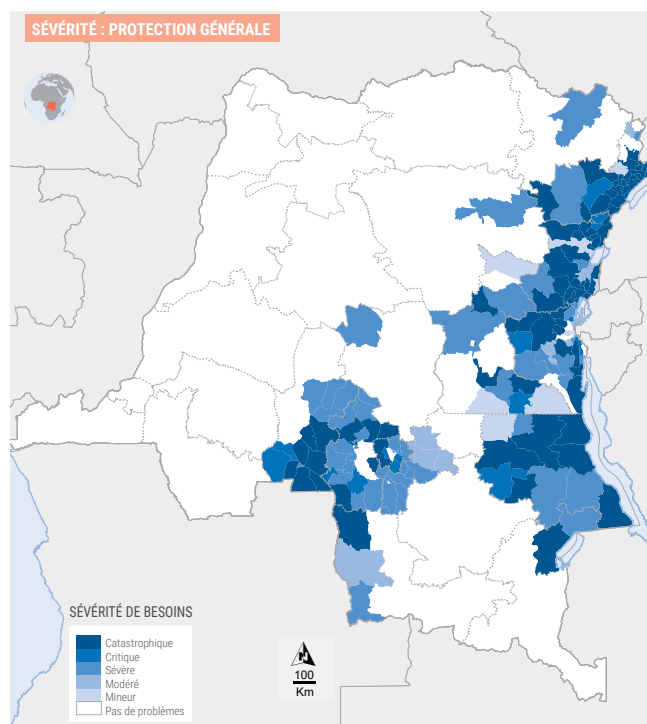 SÉVÉRITÉ : PROTECTION GÉNÉRALE
SÉVÉRITÉ DE BESOINS
Catastrophique
Critique
Sévère
Modéré
Mineur
Pas de problèmes
N
100
Km